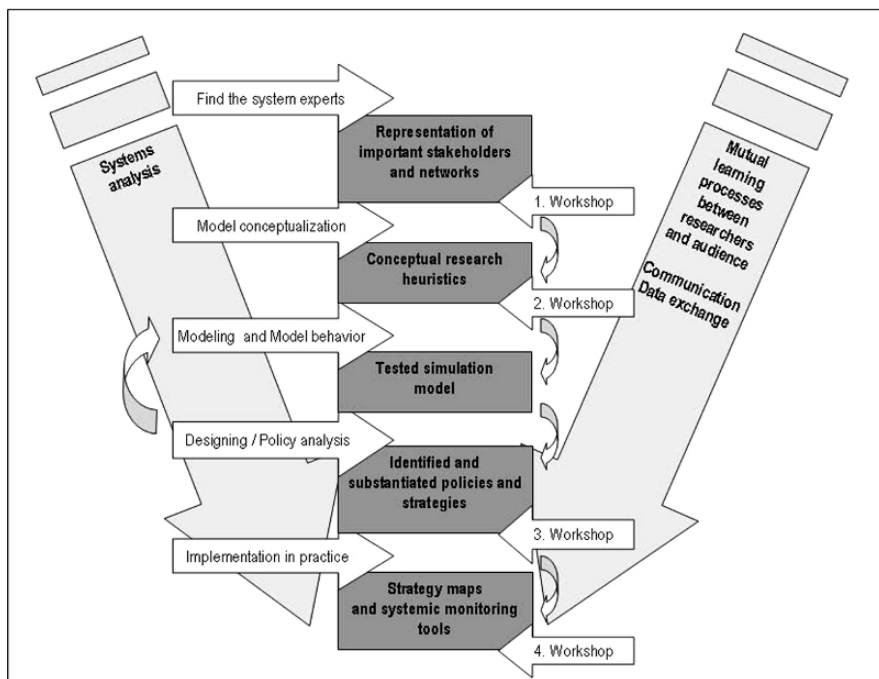 Find the system experts
Representation of
important stakeholders
and networks
Systems
analysis
Mutual
learning
processes
between
researchers
and audience
Communication
Data exchange
1. Workshop
Model conceptualization
Conceptual research
heuristics
2. Workshop
Modeling and Model behavior
Tested simulation
model
Designing / Policy analysis
Identified and
substantiated policies and
strategies
3. Workshop
Implementation in practice
Strategy maps
and systemic monitoring
tools
4. Workshop